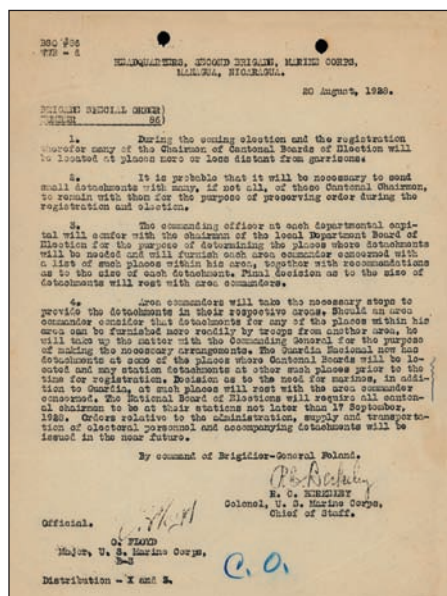 BSO #86
HEADQUARTERS, SECOND BRIGADE, MARINE CORPS,
MANAGUA, NICARAGUA.
20 August, 1928.
BRIGADE SPECIAL ORDER)
NUMBER 86)
1. During the coming election and the registration
therefor many of the Chairmen of Cantonal Boards of Election will
be located at places more or less distant from garrisons.
2. It is probable that it will be necessary to send
small detachments with many, if not all, of these Cantonal Chairmen,
to remain with them for the purpose of preserving order during the
registration and election.
3. The commanding officer at each departmental capi-
tal will confer with the chairman of the local Department Board of
Election for the purpose of determining the places where detachments
will be needed and will furnish each area commander concerned with
a list of such places within his area, together with recommendations
as to the size of each detachment. Final decision as to the size of
detachments will rest with area commanders.
4. Area commanders will take the necessary steps to
provide the detachments in their respective areas. Should an area
commander consider that detachments for any of the places within his
area can be furnished more readily by troops from another area, he
will take up the matter with the Commanding General for the purpose
of making the necessary arrangements. The Guardia Nacional now has
detachments at some of the places where Cantonal Boards will be lo-
cated and may station detachments at other such places prior to the
time for registration. Decision as to the need for marines, in addi-
tion to Guardia, at such places will rest with the area commander
concerned. The National Board of Elections will require all canton-
al chairmen to be at their stations not later than 17 September,
1928. Orders relative to the administration, supply and transporta-
tion of electoral personnel and accompanying detachments will be
issued in the near future.
By command of Brigidier-General Feland.
R. C. BERKELEY
Colonel, U. S. Marine Corps,
Chief of Staff.
Official.
O. FLOYD
Major, U. S. Marine Corps,
B-3
Distribution - X and S.
C. O.